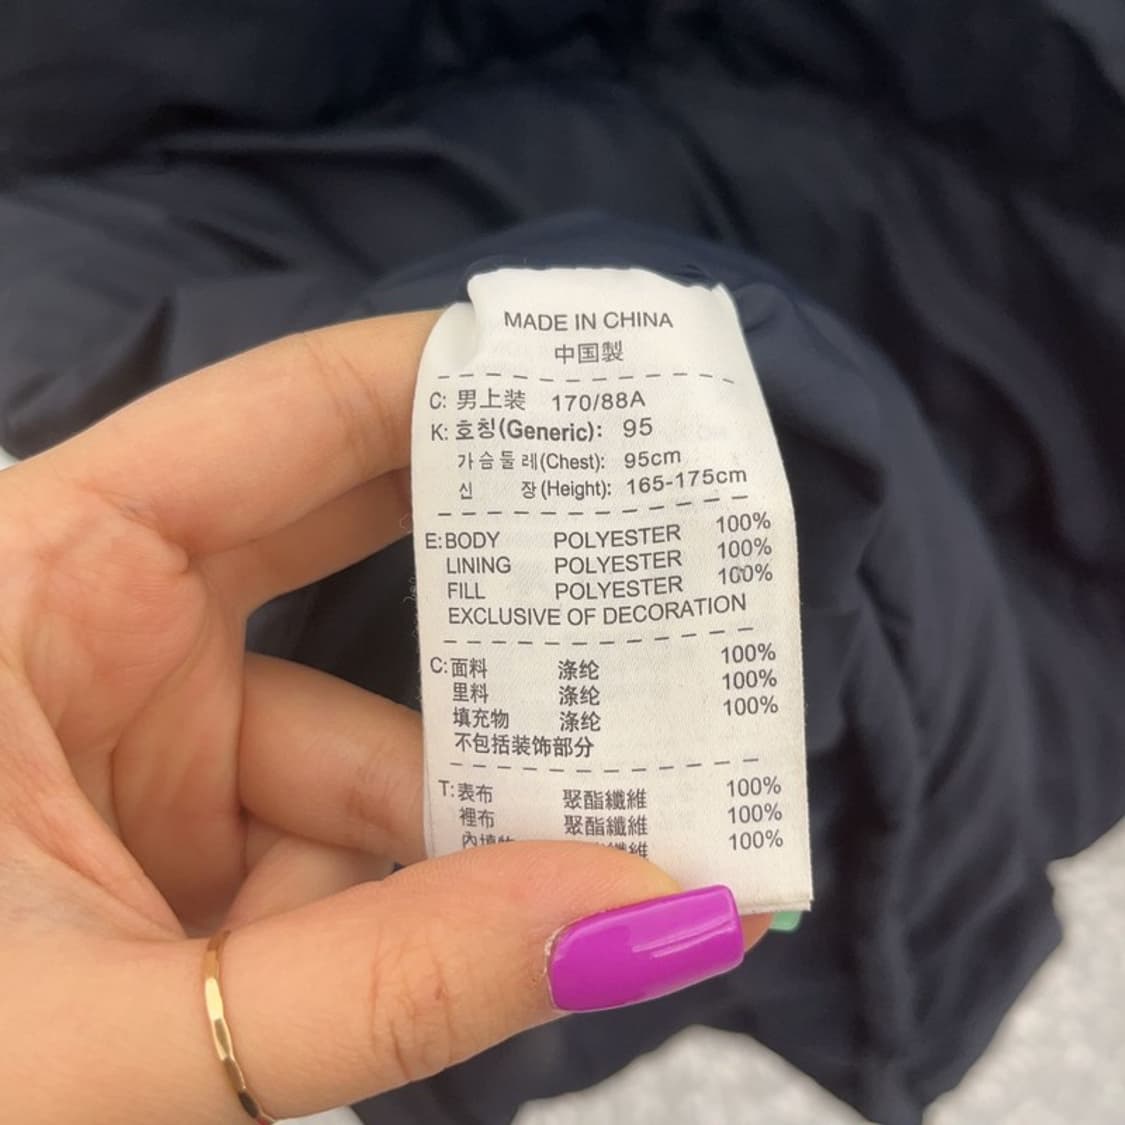 MADE IN CHINA
中国製
C: 男上装 170/88A
K: 호칭(Generic): 95
가슴둘레(Chest): 95cm
신 장(Height): 165-175cm
E: BODY POLYESTER 100%
LINING POLYESTER 100%
FILL POLYESTER 100%
EXCLUSIVE OF DECORATION
C: 面料 涤纶 100%
里料 涤纶 100%
填充物 涤纶 100%
不包括装饰部分
T: 表布 聚酯纖維 100%
裡布 聚酯纖維 100%
內填物 100%